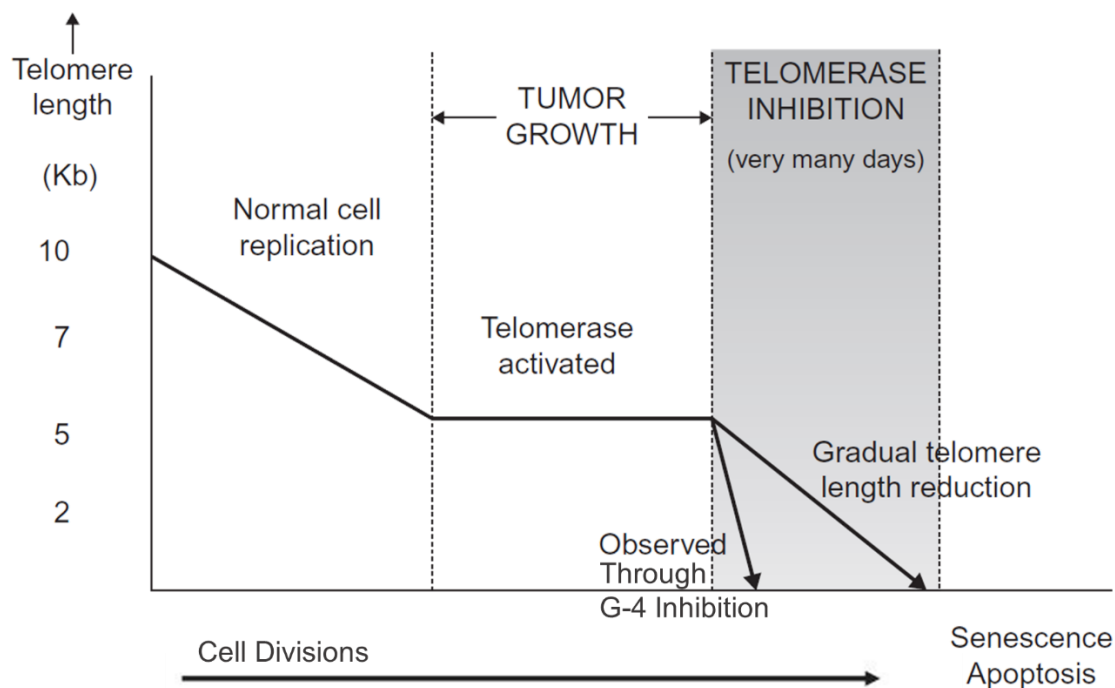 Telomere
length
(Kb)
10
7
5
2
Normal cell
replication
TUMOR
GROWTH
Telomerase
activated
TELOMERASE
INHIBITION
(very many days)
Gradual telomere
length reduction
Observed
Through
G-4 Inhibition
Cell Divisions
Senescence
Apoptosis